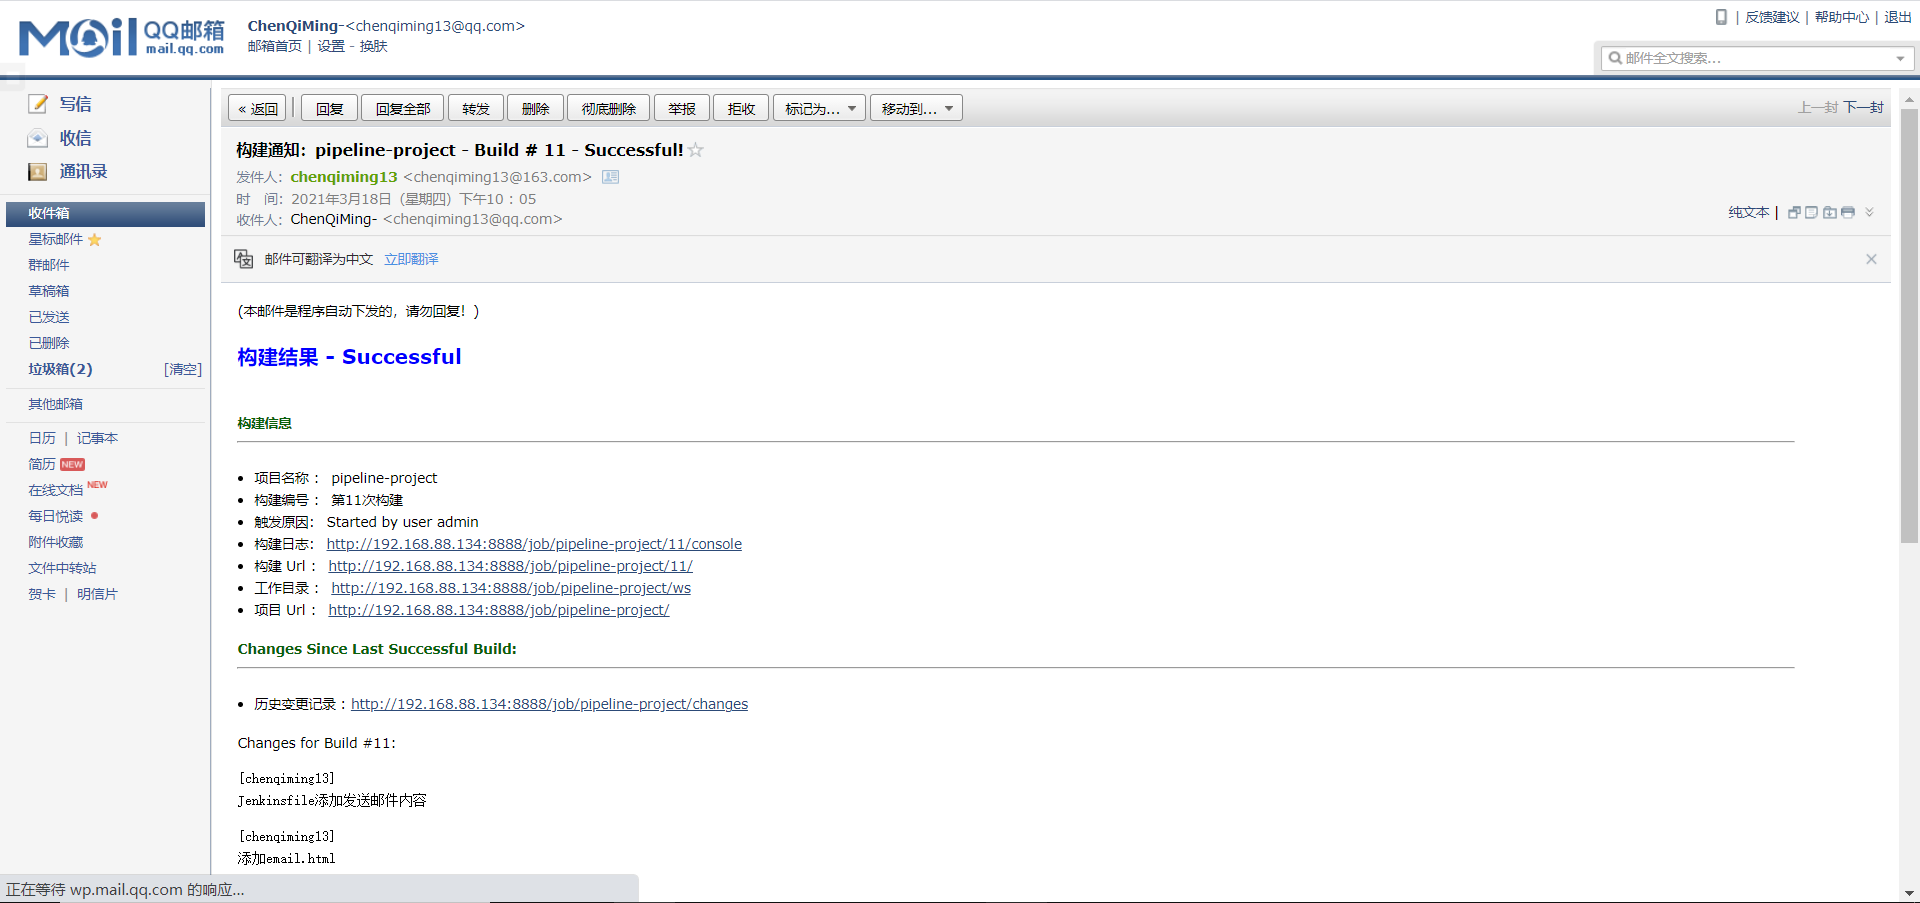 Mail QQ邮箱 mail.qq.com
ChenQiMing-<chenqiming13@qq.com>
邮箱首页 | 设置 - 换肤
| 反馈建议 | 帮助中心 | 退出
邮件全文搜索...
写信
收信
通讯录
收件箱
星标邮件
群邮件
草稿箱
已发送
已删除
垃圾箱(2) [清空]
其他邮箱
日历 | 记事本
简历 NEW
在线文档 NEW
每日悦读
附件收藏
文件中转站
贺卡 | 明信片
« 返回 | 回复 回复全部 转发 删除 彻底删除 举报 拒收 标记为... 移动到... 上一封 下一封
构建通知：pipeline-project - Build # 11 - Successful!
发件人：chenqiming13 <chenqiming13@163.com>
时 间：2021年3月18日（星期四）下午10：05
收件人：ChenQiMing- <chenqiming13@qq.com>
纯文本 |
邮件可翻译为中文 立即翻译
(本邮件是程序自动下发的，请勿回复！)
构建结果 - Successful
构建信息
• 项目名称： pipeline-project
• 构建编号： 第11次构建
• 触发原因： Started by user admin
• 构建日志： http://192.168.88.134:8888/job/pipeline-project/11/console
• 构建 Url： http://192.168.88.134:8888/job/pipeline-project/11/
• 工作目录： http://192.168.88.134:8888/job/pipeline-project/ws
• 项目 Url： http://192.168.88.134:8888/job/pipeline-project/
Changes Since Last Successful Build:
• 历史变更记录 : http://192.168.88.134:8888/job/pipeline-project/changes
Changes for Build #11:
[chenqiming13]
Jenkinsfile添加发送邮件内容
[chenqiming13]
添加email.html
正在等待 wp.mail.qq.com 的响应...